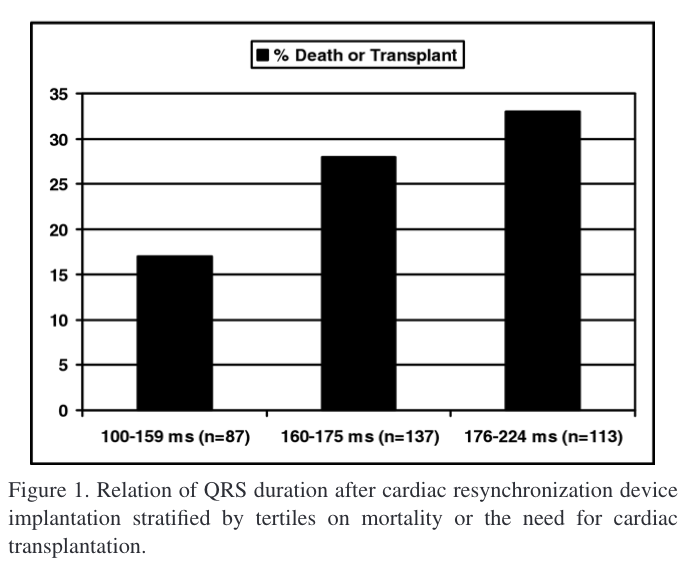 % Death or Transplant
35
30
25
20
15
10
5
0
100-159 ms (n=87) 160-175 ms (n=137) 176-224 ms (n=113)
Figure 1. Relation of QRS duration after cardiac resynchronization device
implantation stratified by tertiles on mortality or the need for cardiac
transplantation.